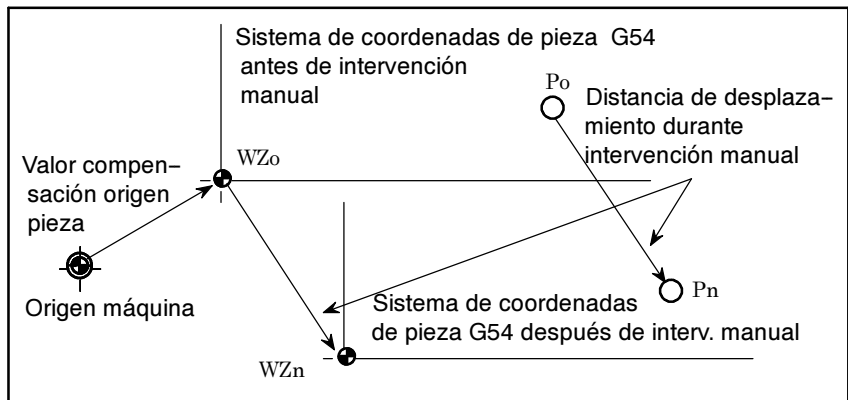 Sistema de coordenadas de pieza G54
antes de intervención
manual
Po
Distancia de desplaza–
miento durante
intervención manual
Valor compen–
sación origen
pieza
WZo
Origen máquina
Pn
Sistema de coordenadas
de pieza G54 después de interv. manual
WZn